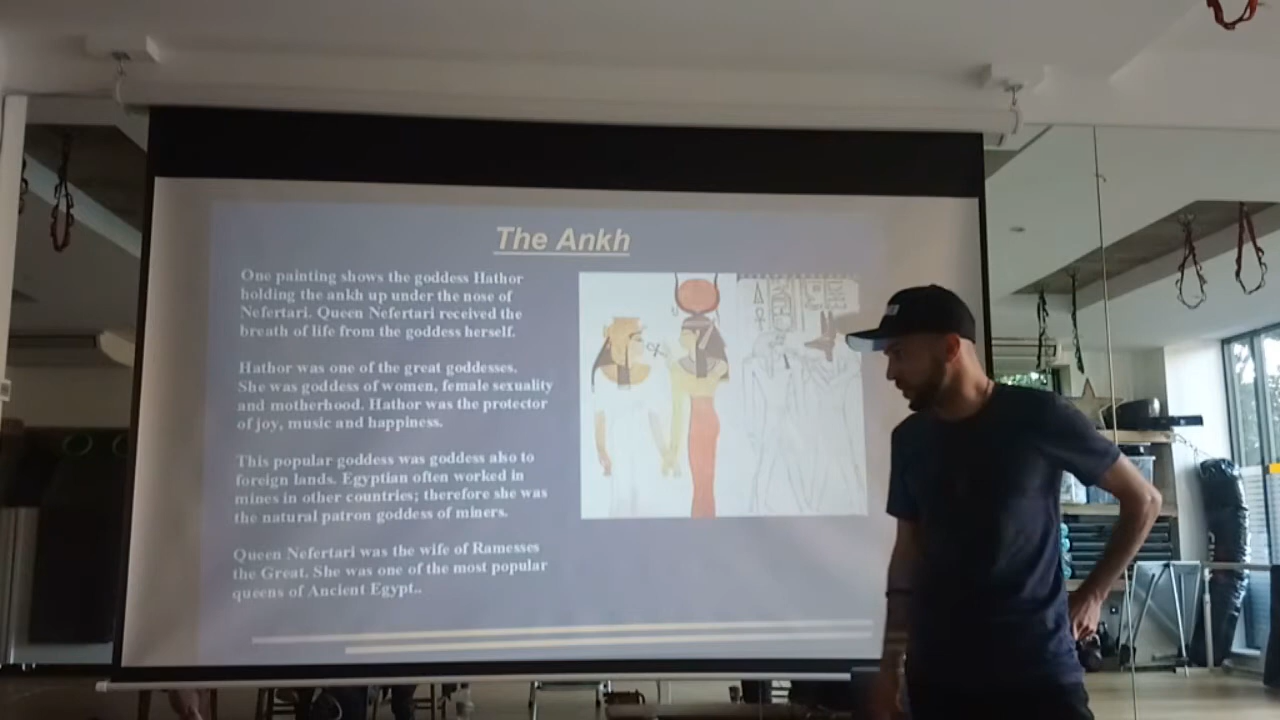 The Ankh
One painting shows the goddess Hathor
holding the ankh up under the nose of
Nefertari. Queen Nefertari received the
breath of life from the goddess herself.
Hathor was one of the great goddesses.
She was goddess of women, female sexuality
and motherhood. Hathor was the protector
of joy, music and happiness.
This popular goddess was goddess also to
foreign lands. Egyptian often worked in
mines in other countries; therefore she was
the natural patron goddess of miners.
Queen Nefertari was the wife of Ramesses
the Great. She was one of the most popular
queens of Ancient Egypt..